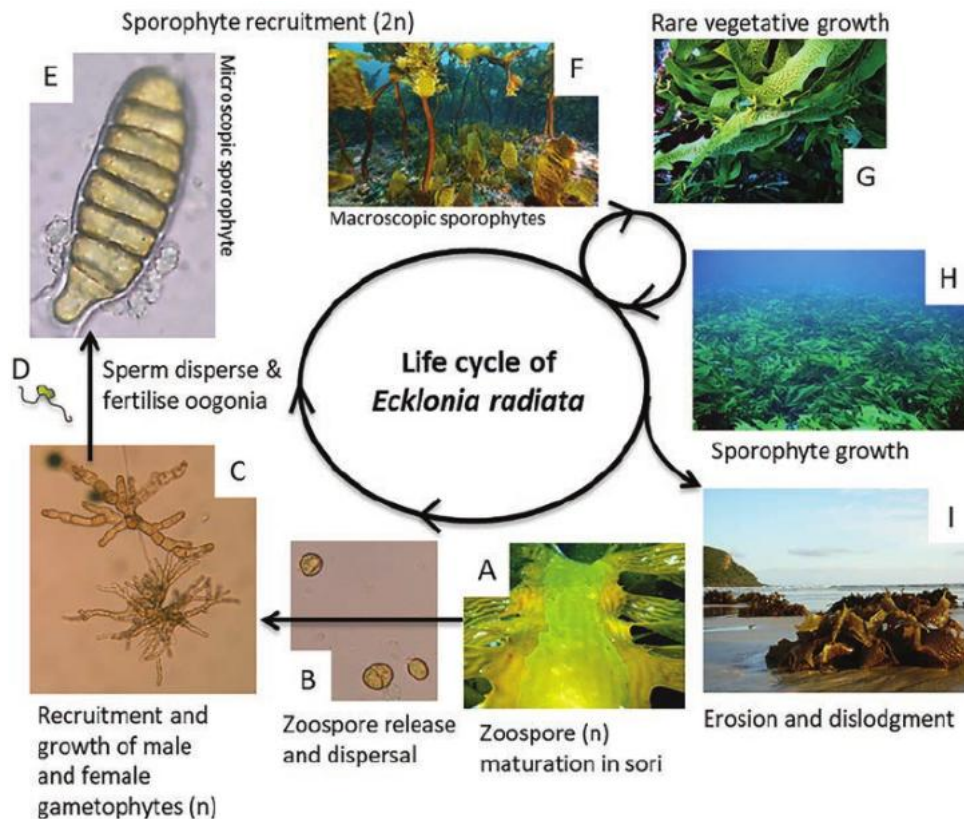 Sporophyte recruitment (2n)
Rare vegetative growth
E
Microscopic sporophyte
F
Macroscopic sporophytes
G
H
Sporophyte growth
Life cycle of
Ecklonia radiata
D
Sperm disperse &
fertilise oogonia
C
Recruitment and
growth of male
and female
gametophytes (n)
B
Zoospore release
and dispersal
A
Zoospore (n)
maturation in sori
I
Erosion and dislodgment